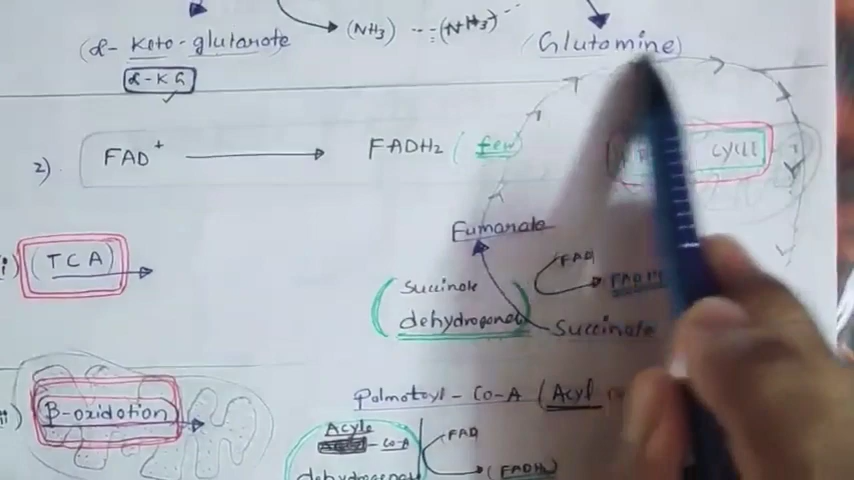 (α- Keto-glutarate (NH3) --= (NH3) (Glutamine)
α-KG
2) FAD+ FADH2 (few) CYCLE
(TCA)
Fumarate
FAD
Succinate
dehydrogenase
Succinate
β-oxidation
palmotoyl-Co-A (Acyl
Acyle
-Co-A
FAD
(FADH2)